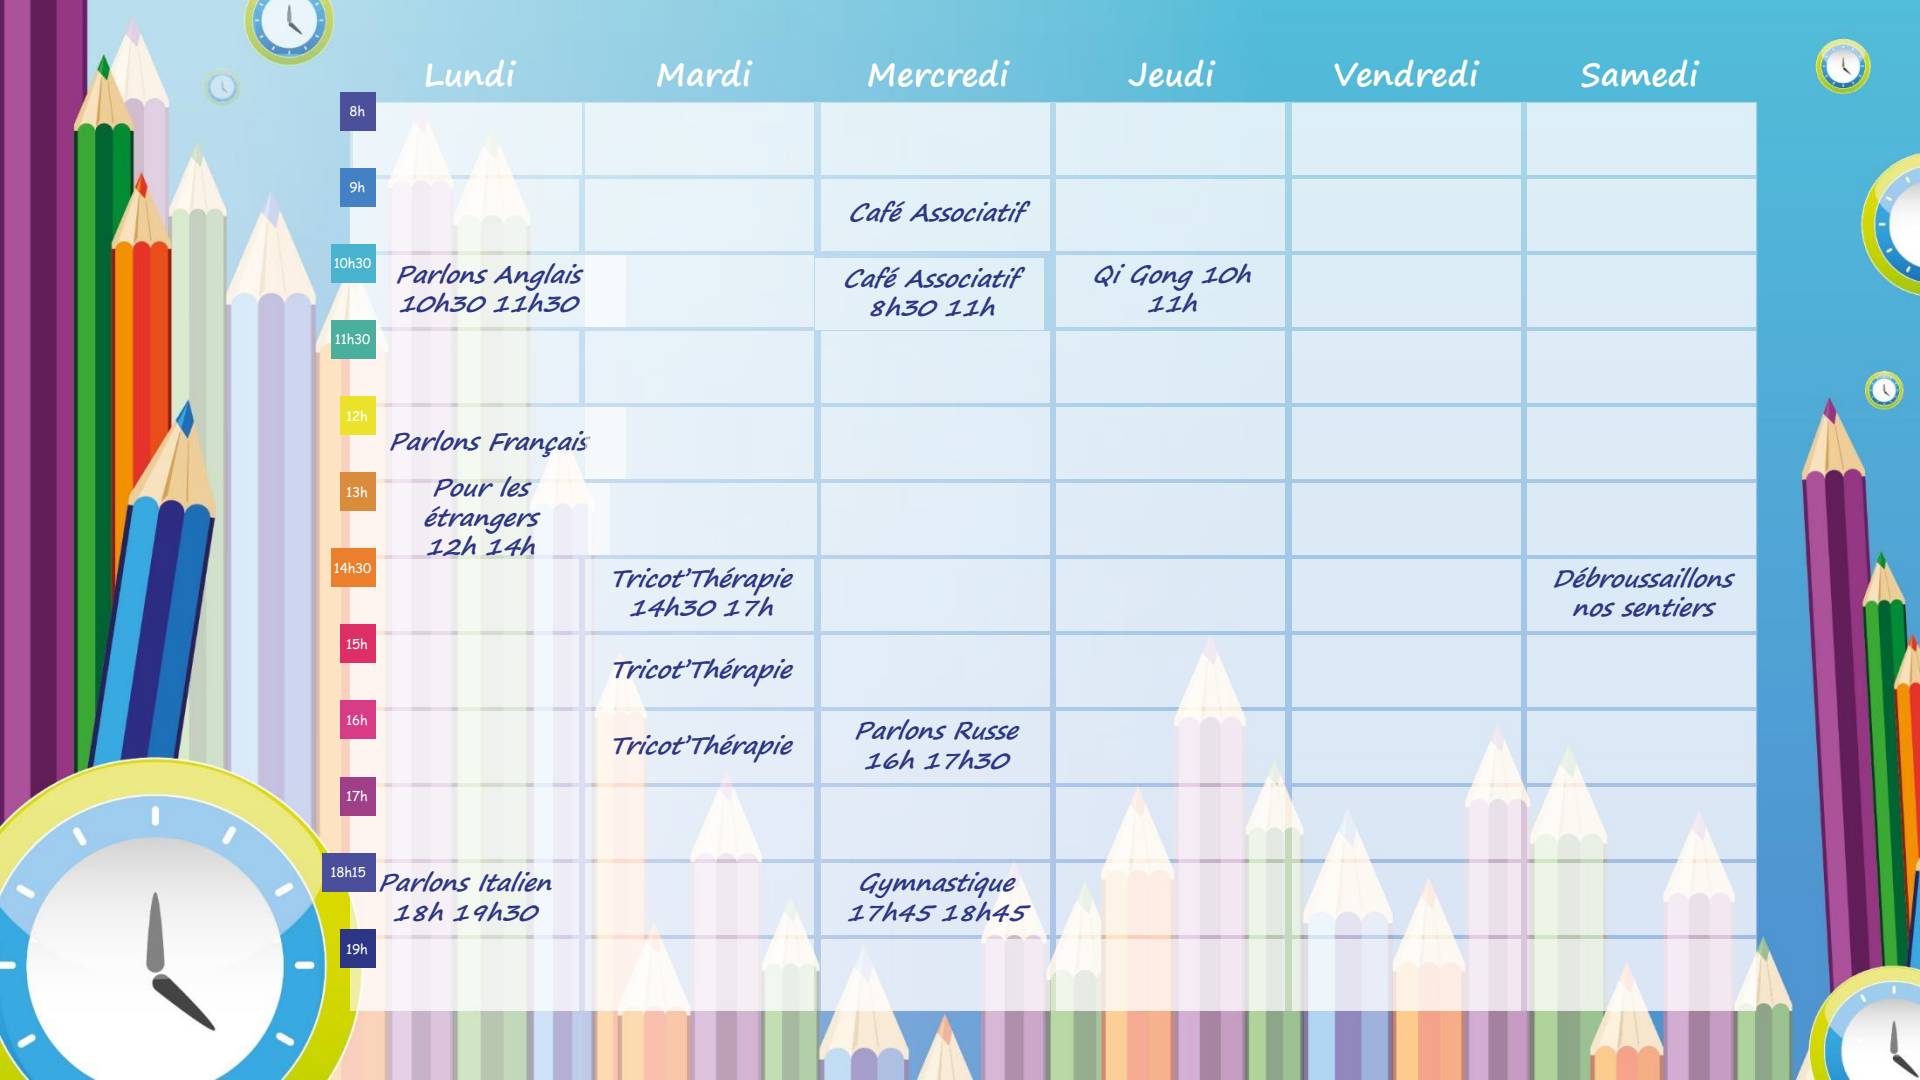 Lundi Mardi Mercredi Jeudi Vendredi Samedi
8h
9h
Café Associatif
10h30
Parlons Anglais
10h30 11h30
Café Associatif
8h30 11h
Qi Gong 10h
11h
11h30
12h
Parlons Français
13h
Pour les
étrangers
12h 14h
14h30
Tricot'Thérapie
14h30 17h
Débroussaillons
nos sentiers
15h
Tricot'Thérapie
16h
Tricot'Thérapie
Parlons Russe
16h 17h30
17h
18h15
Parlons Italien
18h 19h30
Gymnastique
17h45 18h45
19h